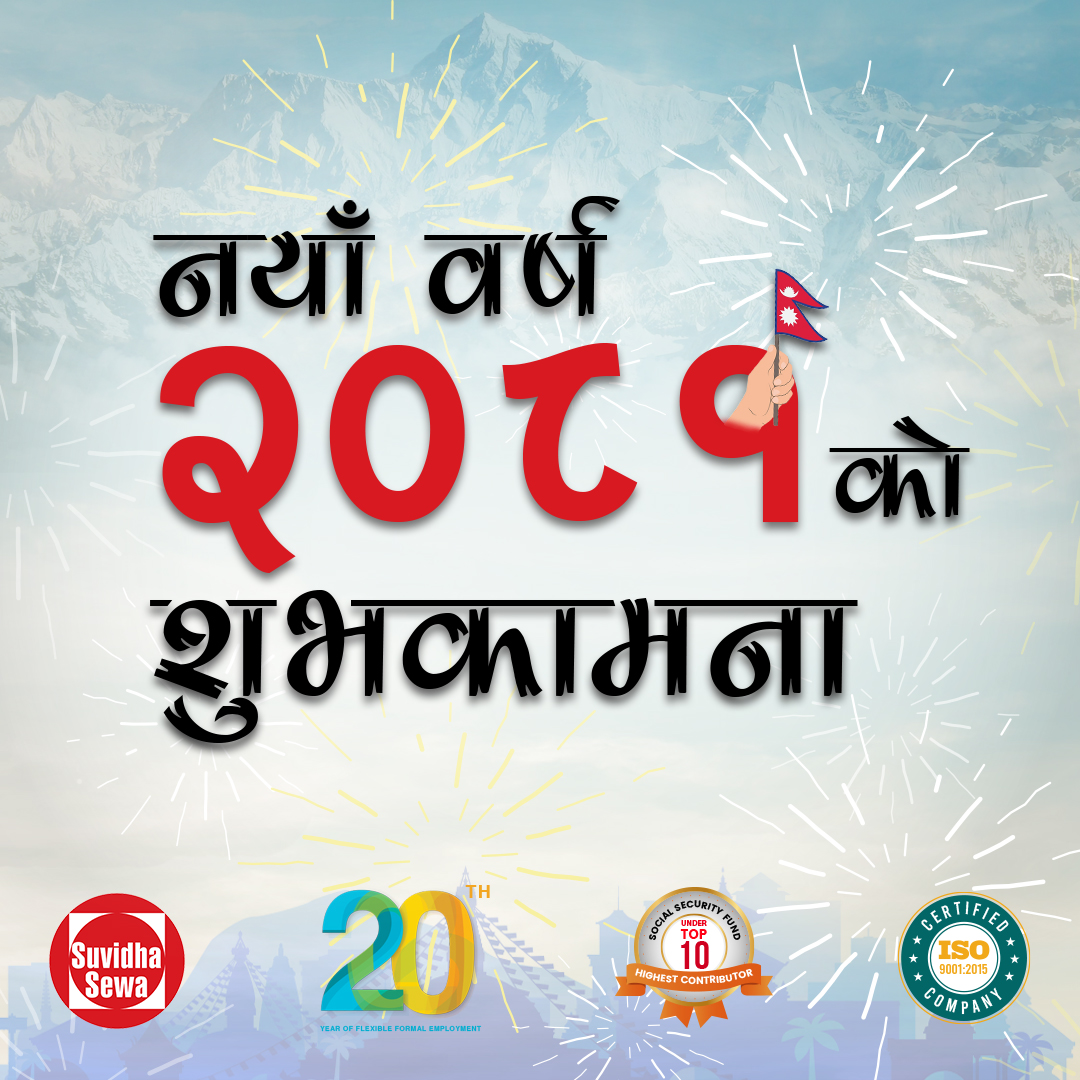 नयाँ वर्ष
२०८१ को
शुभकामना
Suvidha
Sewa
20TH
YEAR OF FLEXIBLE FORMAL EMPLOYMENT
SOCIAL SECURITY FUND
UNDER
TOP
10
HIGHEST CONTRIBUTOR
CERTIFIED
ISO
9001:2015
COMPANY